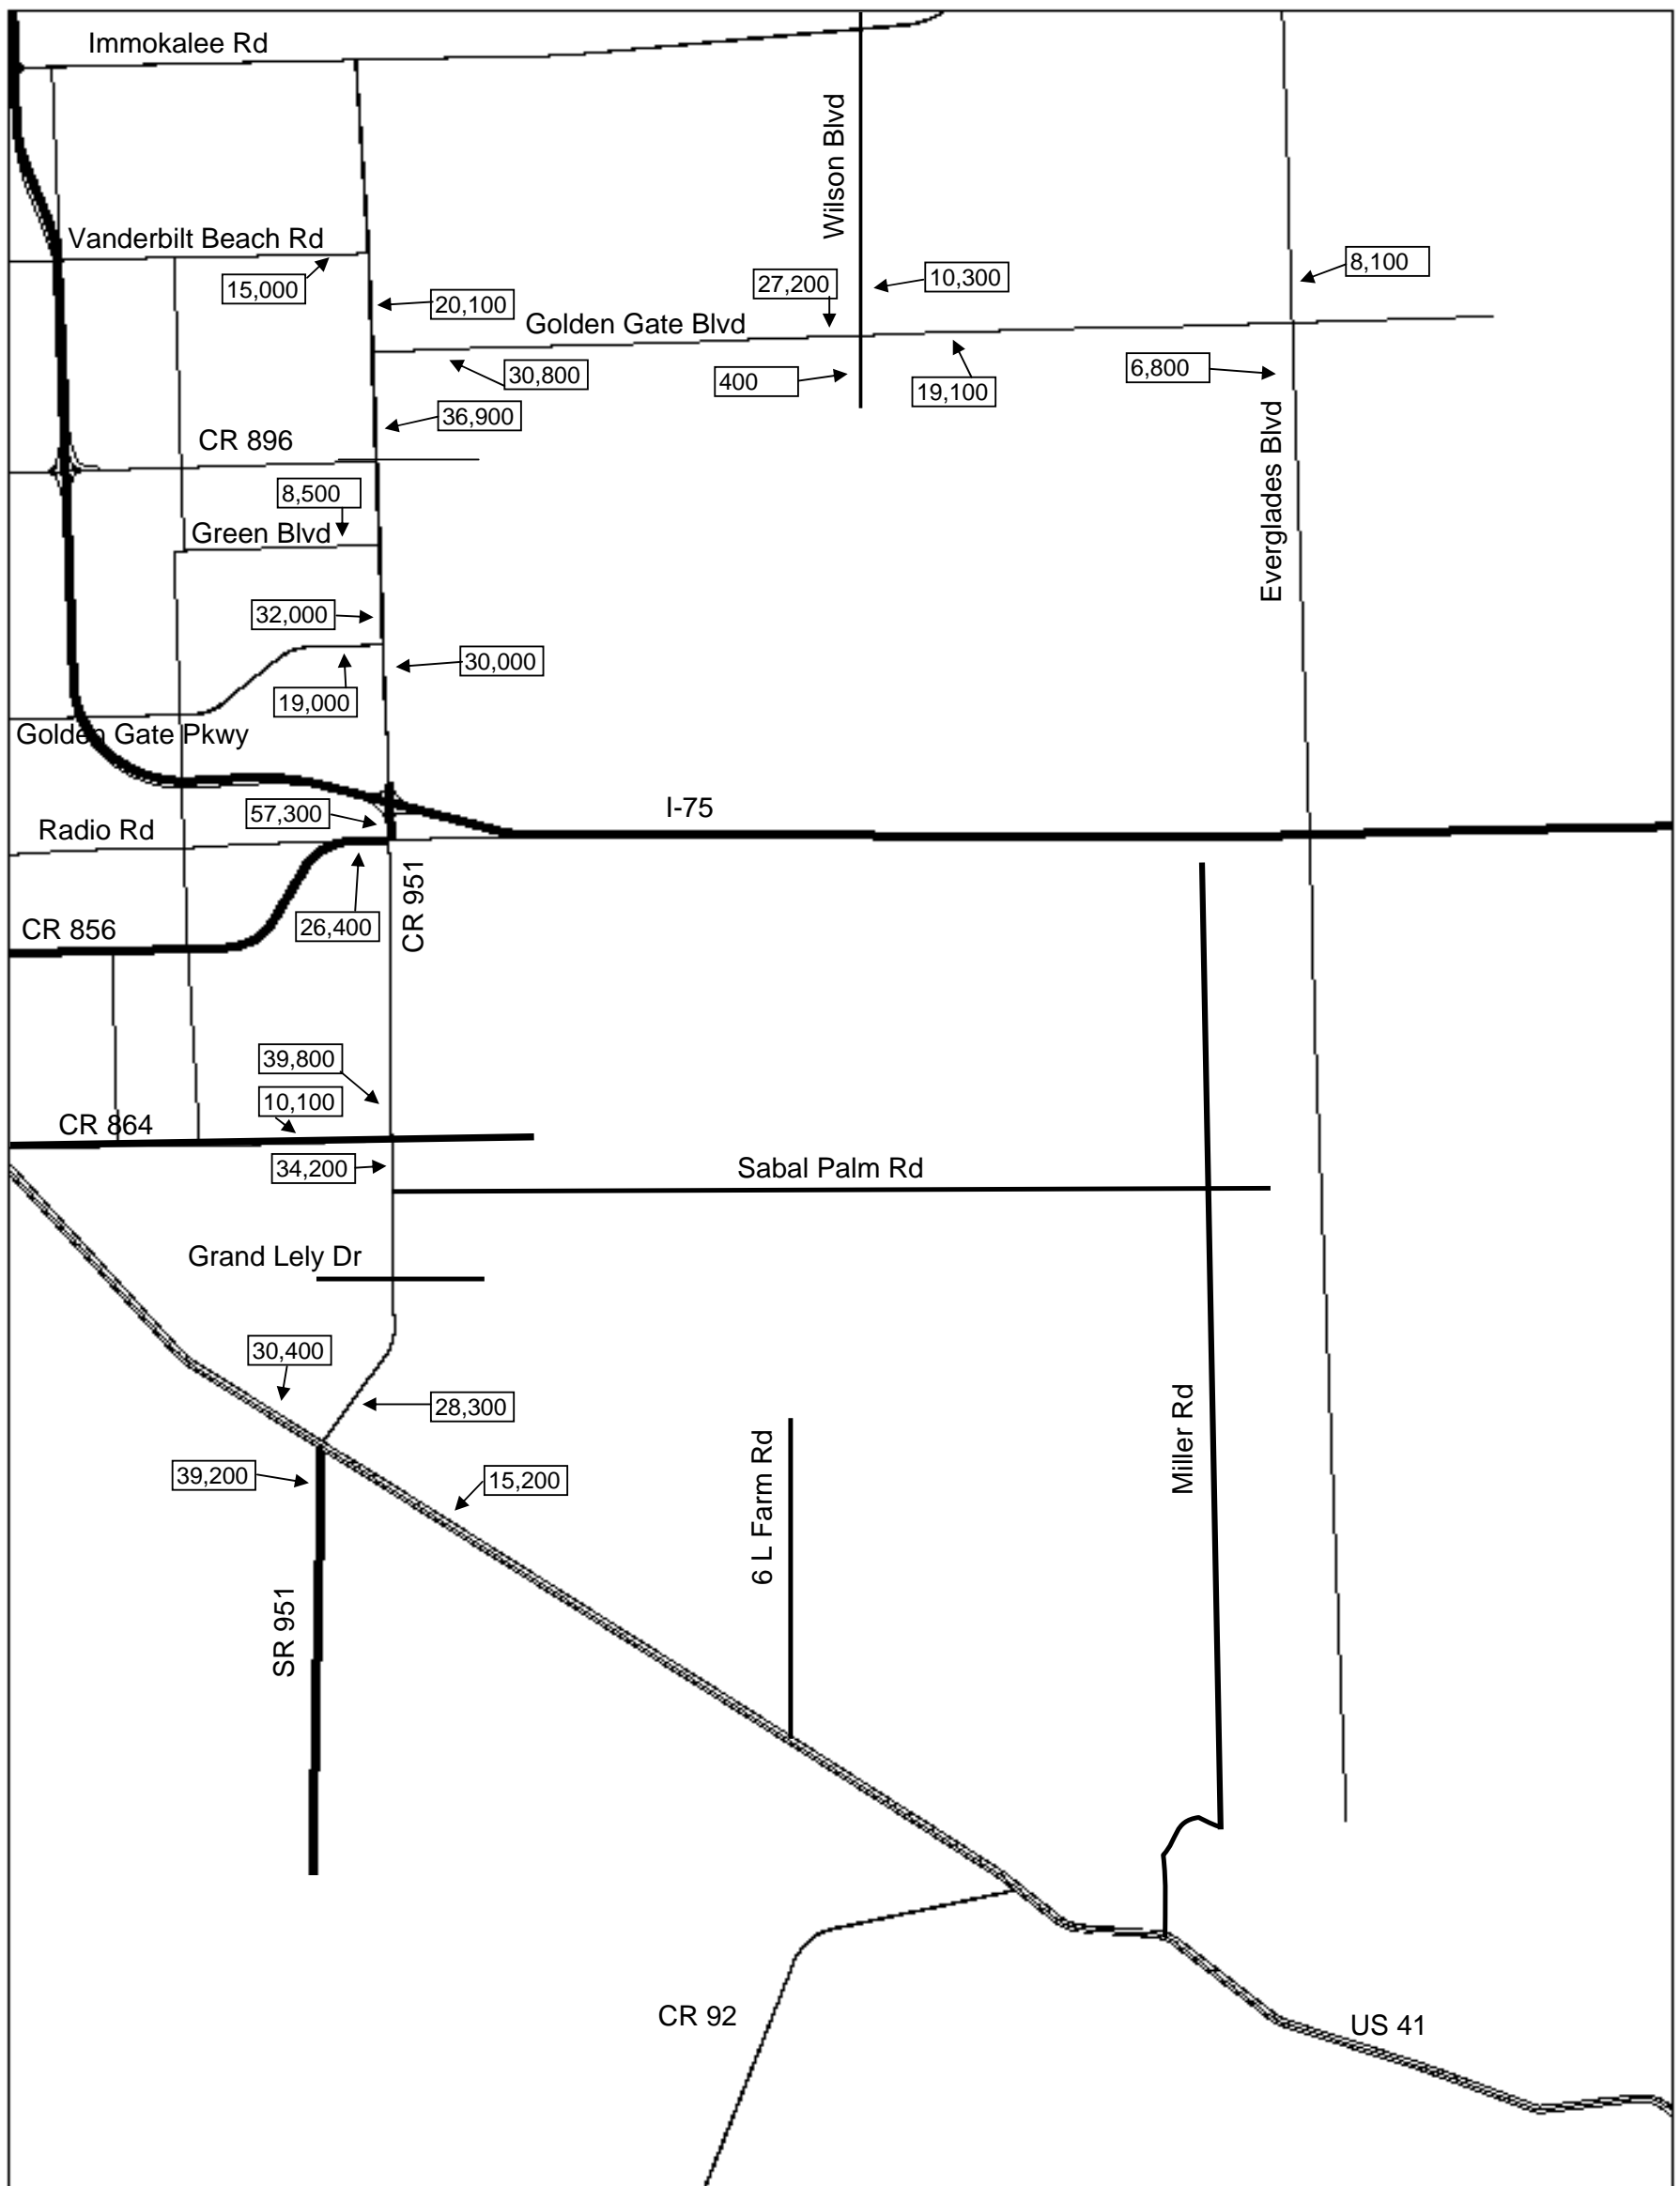 Immokalee Rd
Wilson Blvd
Vanderbilt Beach Rd
15,000
20,100
27,200
10,300
8,100
Golden Gate Blvd
30,800
400
19,100
6,800
36,900
CR 896
Everglades Blvd
8,500
Green Blvd
32,000
30,000
19,000
Golden Gate Pkwy
57,300
I-75
Radio Rd
CR 951
26,400
CR 856
39,800
10,100
CR 864
34,200
Sabal Palm Rd
Grand Lely Dr
30,400
28,300
Miller Rd
39,200
15,200
6 L Farm Rd
SR 951
CR 92
US 41